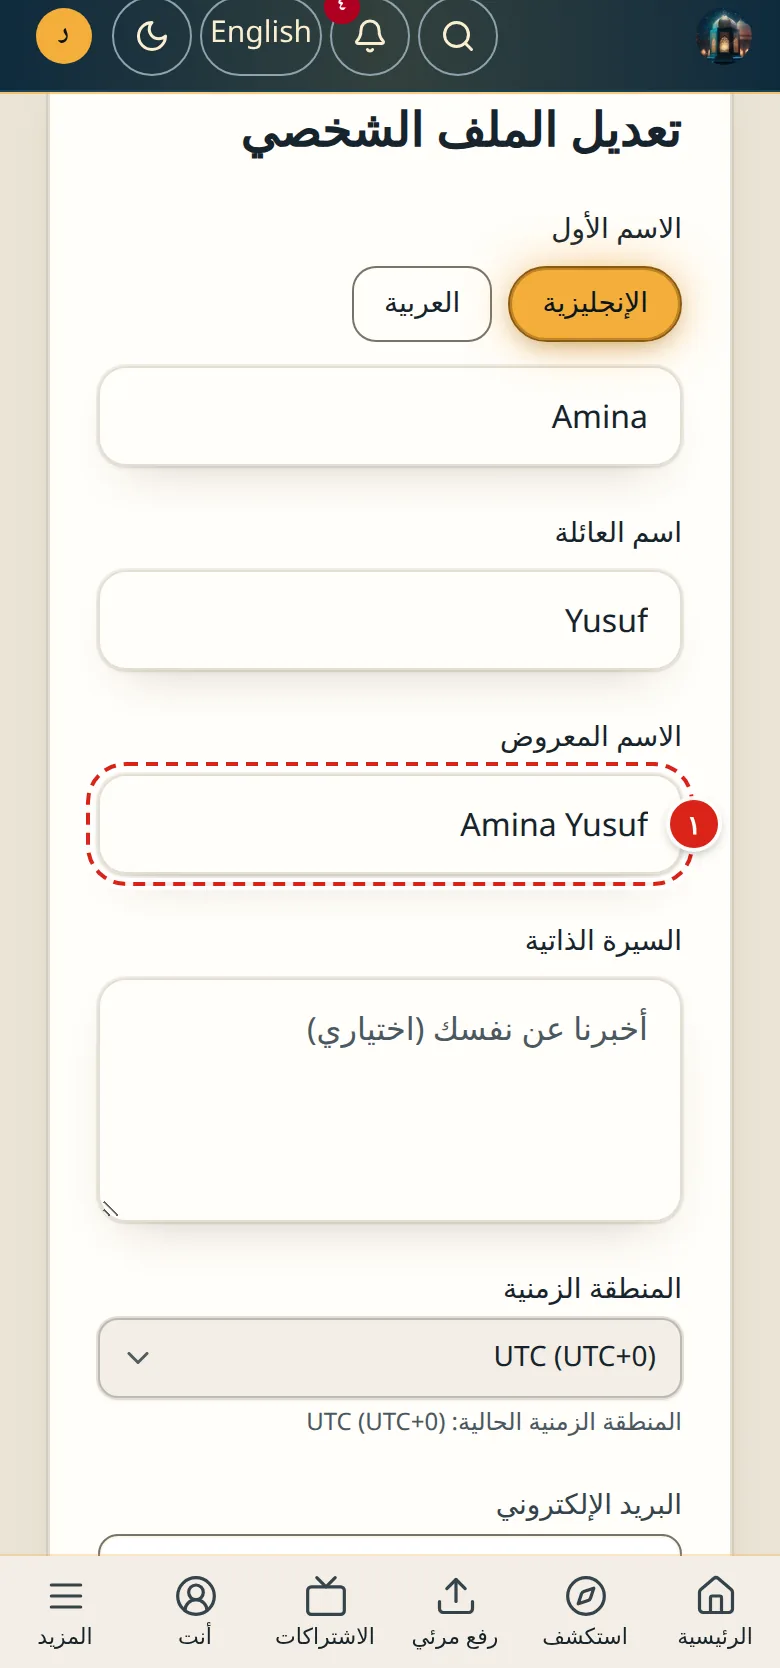 ٤
English
ر
تعديل الملف الشخصي
الاسم الأول
الإنجليزية
العربية
Amina
اسم العائلة
Yusuf
الاسم المعروض
Amina Yusuf
١
السيرة الذاتية
أخبرنا عن نفسك (اختياري)
المنطقة الزمنية
UTC (UTC+0)
المنطقة الزمنية الحالية: UTC (UTC+0)
البريد الإلكتروني
الرئيسية
استكشف
رفع مرئي
الاشتراكات
أنت
المزيد